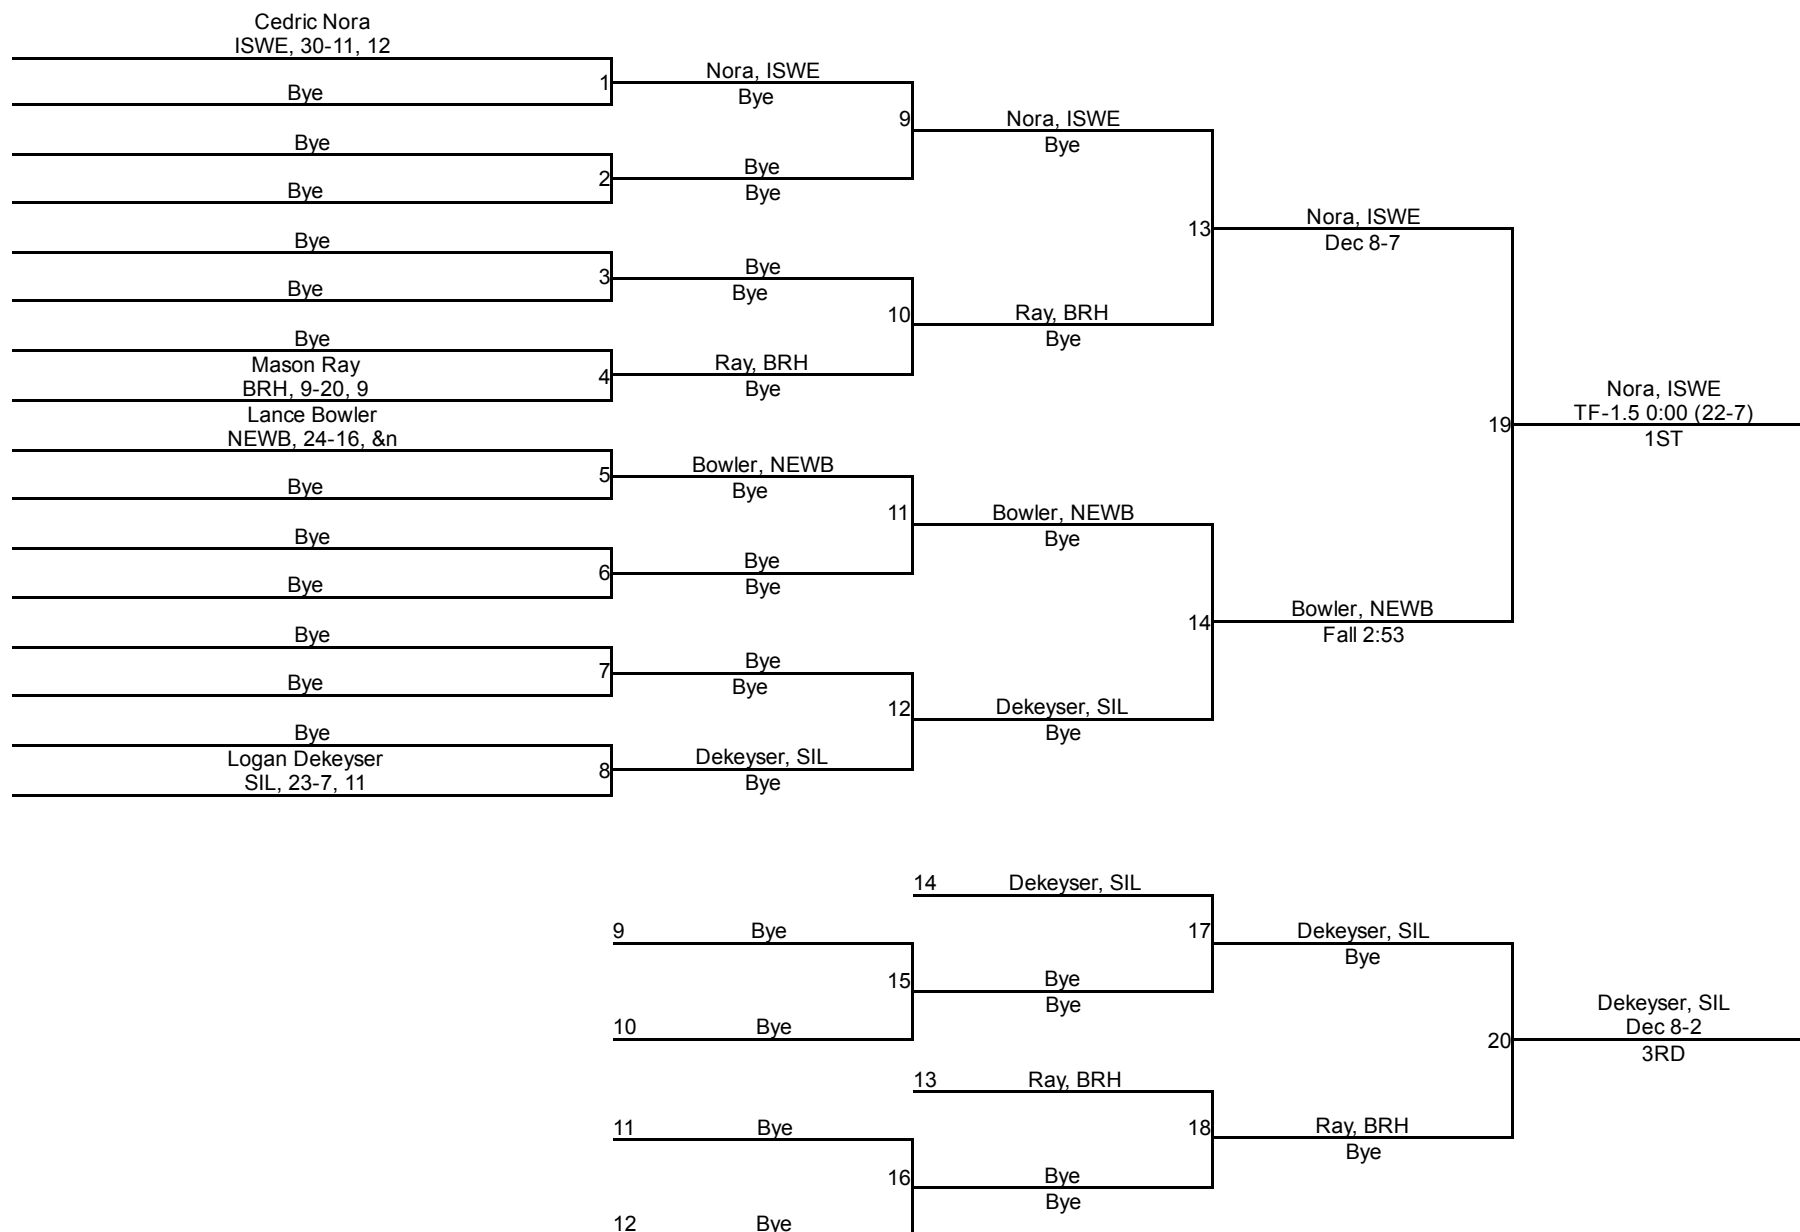 Cedric Nora
ISWE, 30-11, 12
Bye
1
Nora, ISWE
Bye
9
Bye
2
Bye
Bye
Bye
Nora, ISWE
Bye
Bye
3
Bye
Bye
Bye
10
Bye
Mason Ray
BRH, 9-20, 9
4
Ray, BRH
Bye
Ray, BRH
Bye
13
Nora, ISWE
Dec 8-7
Lance Bowler
NEWB, 24-16, &n
Bye
5
Bowler, NEWB
Bye
11
Bye
6
Bye
Bye
Bye
Bowler, NEWB
Bye
Bye
7
Bye
Bye
Bye
12
Bye
Logan Dekeyser
SIL, 23-7, 11
8
Dekeyser, SIL
Bye
Dekeyser, SIL
Bye
14
Bowler, NEWB
Fall 2:53
19
Nora, ISWE
TF-1.5 0:00 (22-7)
1ST
14
Dekeyser, SIL
9
Bye
17
Dekeyser, SIL
Bye
15
Bye
Bye
10
Bye
13
Ray, BRH
11
Bye
18
Ray, BRH
Bye
16
Bye
Bye
12
Bye
20
Dekeyser, SIL
Dec 8-2
3RD